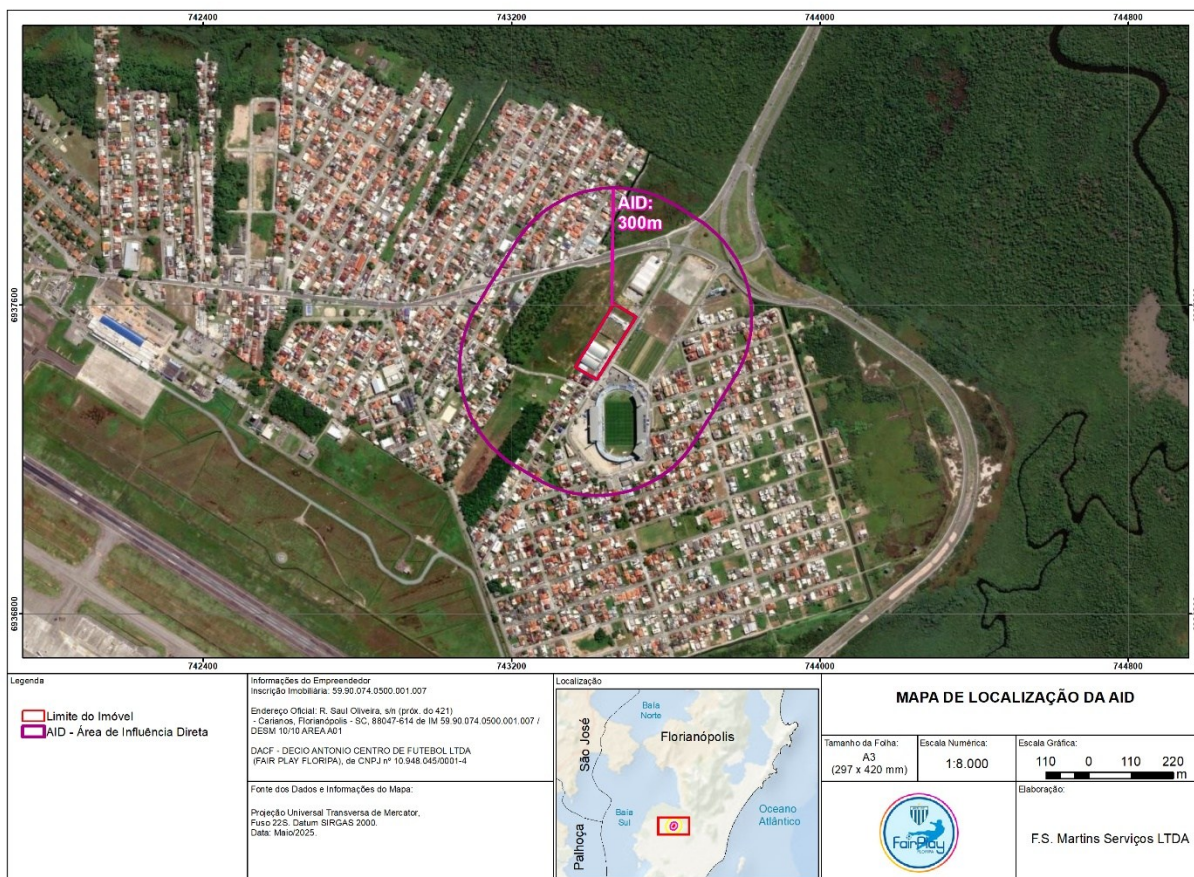 742400
743200
744000
744800
AID:
300m
6937600
6936800
742400
743200
744000
744800
Legenda
Limite do Imóvel
AID - Área de Influência Direta
Informações do Empreendedor
Inscrição Imobiliária: 59.90.074.0500.001.007
Endereço Oficial: R. Saul Oliveira, s/n (próx. do 421)
- Carianos, Florianópolis - SC, 88047-614 de IM 59.90.074.0500.001.007 /
DESM 10/10 AREA A01
DACF - DECIO ANTONIO CENTRO DE FUTEBOL LTDA
(FAIR PLAY FLORIPA), de CNPJ nº 10.948.045/0001-4
Fonte dos Dados e Informações do Mapa:
Projeção Universal Transversa de Mercator,
Fuso 22S. Datum SIRGAS 2000.
Data: Maio/2025.
Localização
São José
Baía
Norte
Florianópolis
Baía
Sul
Palhoça
Oceano
Atlântico
MAPA DE LOCALIZAÇÃO DA AID
Tamanho da Folha:
A3
(297 x 420 mm)
Escala Numérica:
1:8.000
Escala Gráfica:
110 0 110 220
m
Elaboração:
FairPlay
F.S. Martins Serviços LTDA